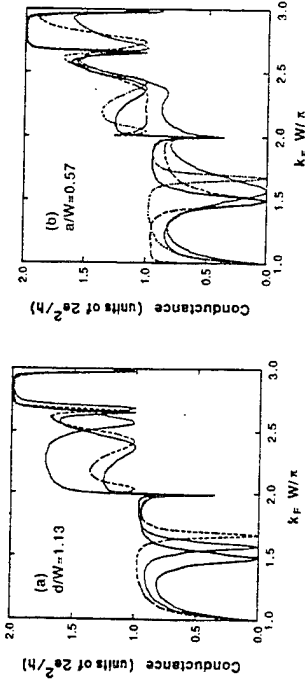 (a)
d/W=1.13
Conductance (units of 2e²/h)
2.0
1.5
1.0
0.5
0.0
1.0
1.5
2.0
2.5
3.0
k_F W/π
(b)
a/W=0.57
Conductance (units of 2e²/h)
2.0
1.5
1.0
0.5
0.0
1.0
1.5
2.0
2.5
3.0
k_F W/π